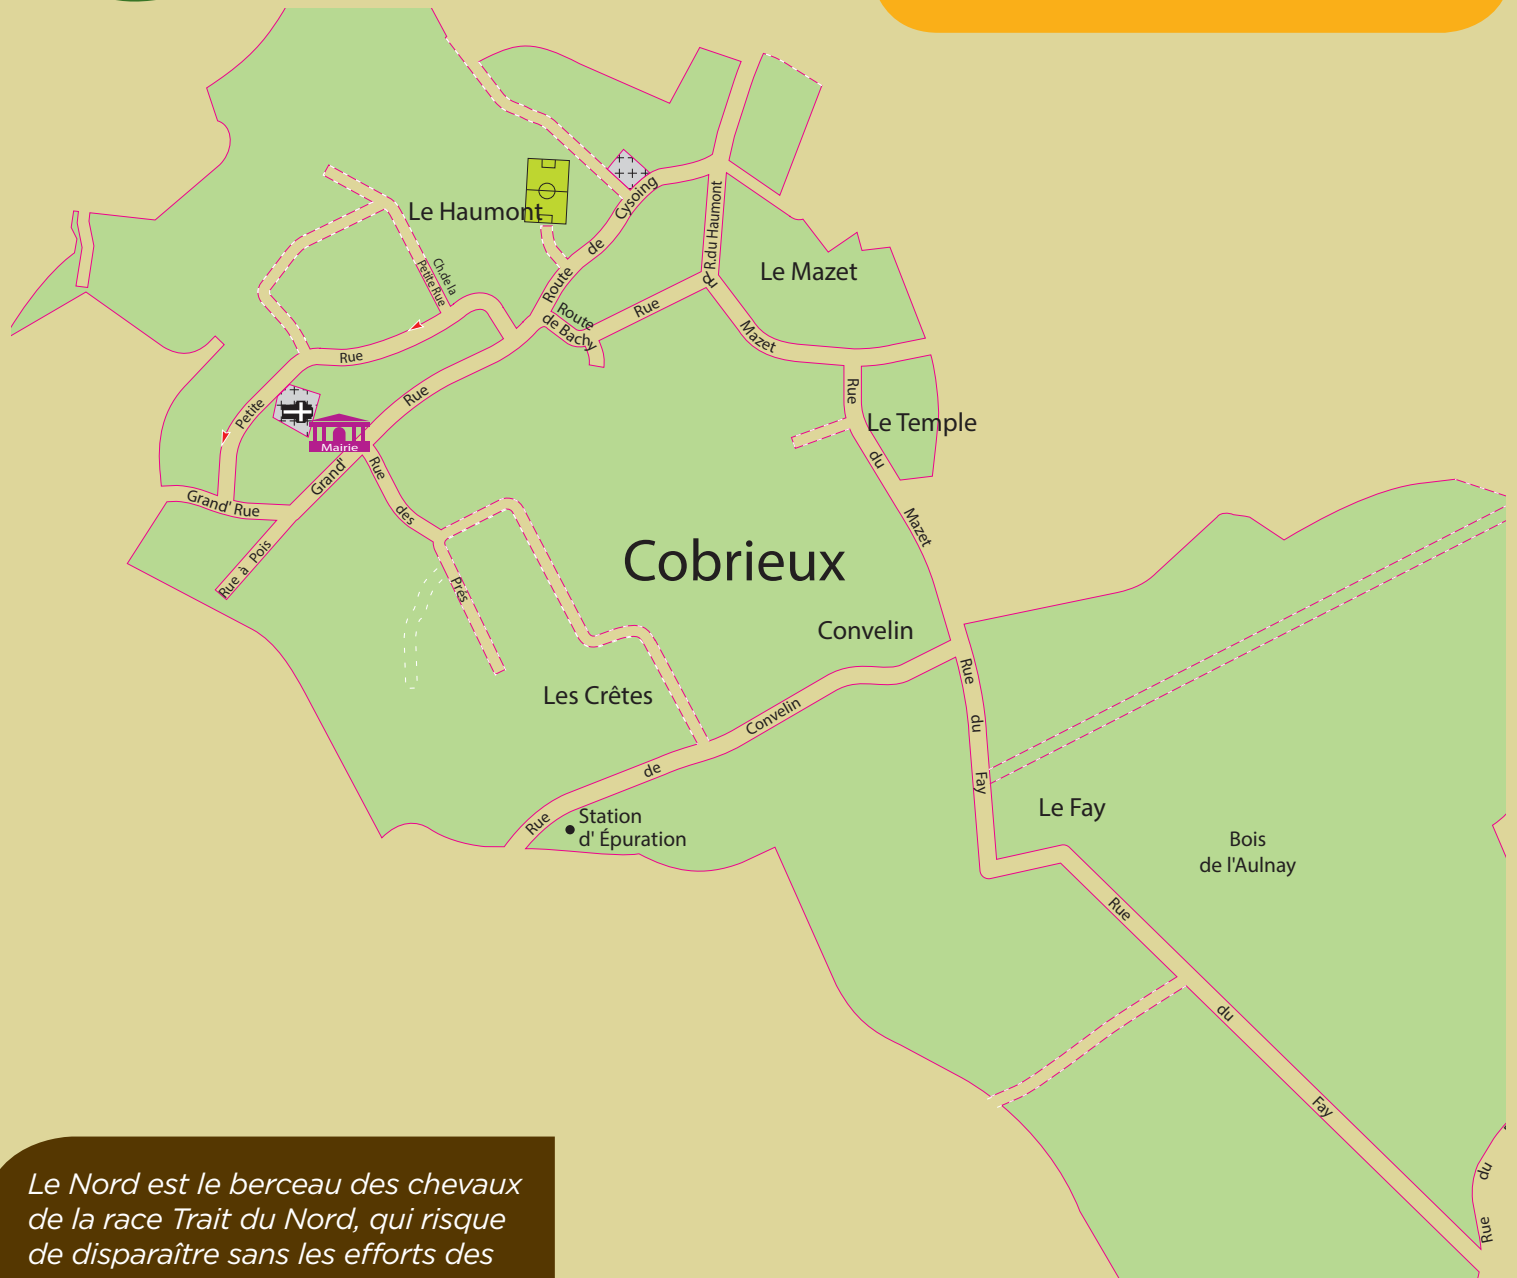 Cysoing
de
Route
Le Haumont
R.du Haumont
Le Mazet
Ch.de la
Petite Rue
Route
de Bachy
Rue
du
Mazet
Rue
Petite
Rue
Rue
Le Temple
du
Mazet
Mairie
Grand'
Rue
des
Prés
Grand' Rue
Rue à Pois
Cobrieux
Convelin
Les Crêtes
Rue
de
Convelin
Station
d' Épuration
Rue
du
Fay
Le Fay
Bois
de l'Aulnay
Rue
du
Fay
Rue
du
Le Nord est le berceau des chevaux
de la race Trait du Nord, qui risque
de disparaître sans les efforts des